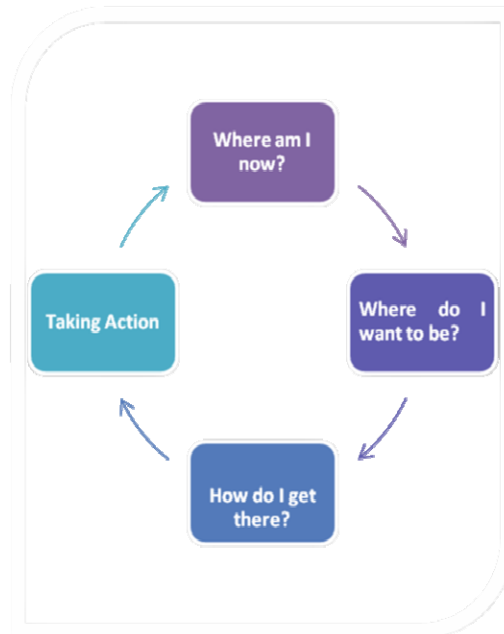 Where am I
now?
Where do I
want to be?
How do I get
there?
Taking Action